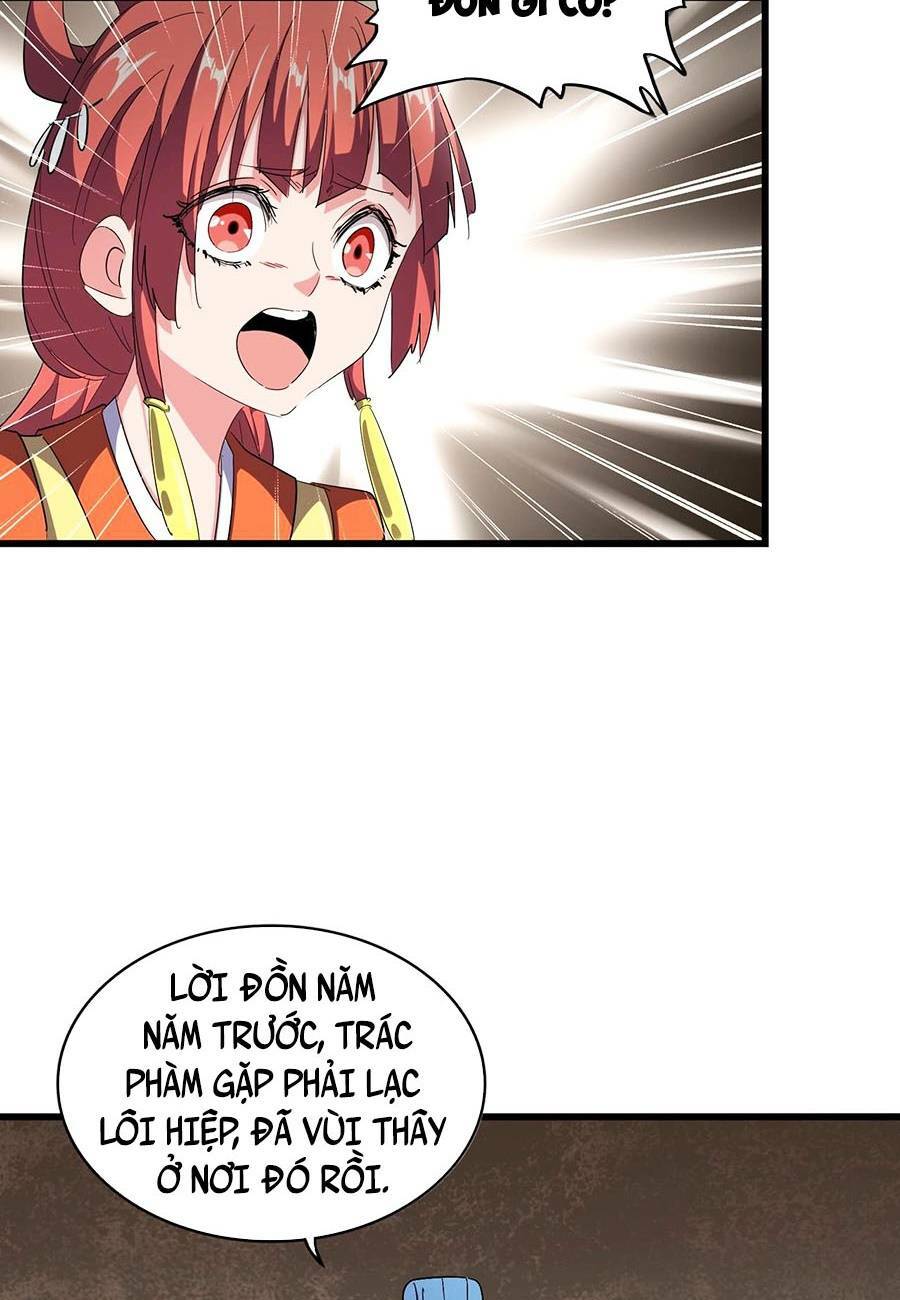 ĐỒN GÌ CƠ?
LỜI ĐỒN NĂM
NĂM TRƯỚC, TRÁC
PHÀM GẶP PHẢI LẠC
LÔI HIỆP, ĐÃ VÙI THÂY
Ở NƠI ĐÓ RỒI.